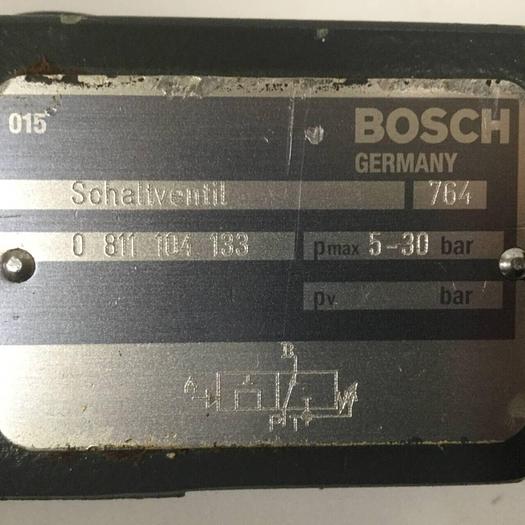 015
BOSCH
GERMANY
Schaltventil 764
0 811 104 133 pmax 5-30 bar
pv bar
B
A
P T